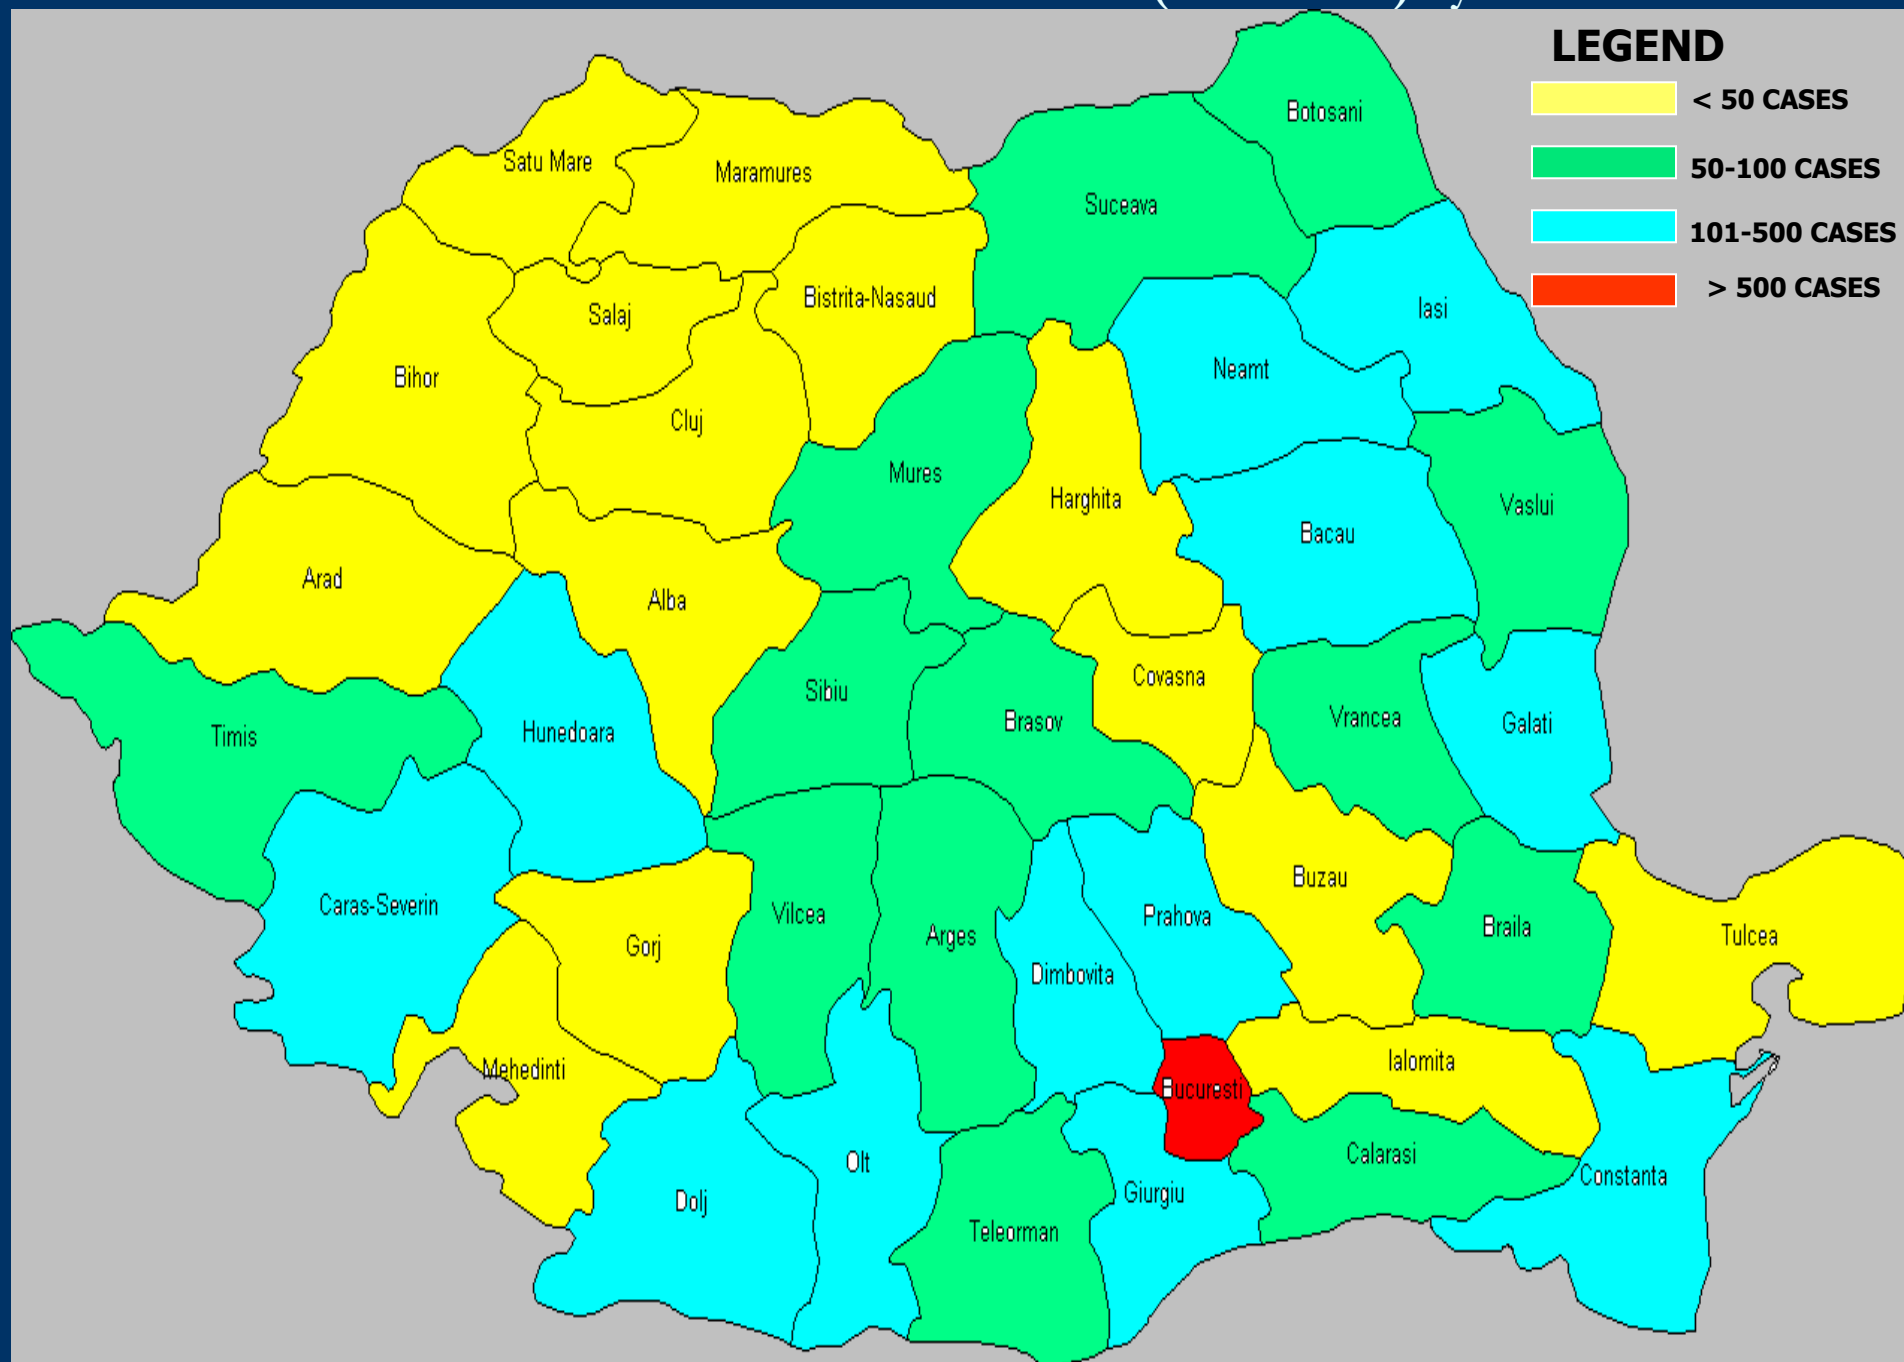 LEGEND
< 50 CASES
50-100 CASES
101-500 CASES
> 500 CASES
Botosani
Satu Mare
Maramures
Suceava
Bistrita-Nasaud
Salaj
Iasi
Neamt
Bihor
Cluj
Mures
Harghita
Vaslui
Bacau
Arad
Alba
Covasna
Sibiu
Brasov
Vrancea
Galati
Timis
Hunedoara
Buzau
Caras-Severin
Vilcea
Prahova
Braila
Arges
Tulcea
Gorj
Dimbovita
Ialomita
Mehedinti
Bucuresti
Calarasi
Olt
Constanta
Giurgiu
Dolj
Teleorman